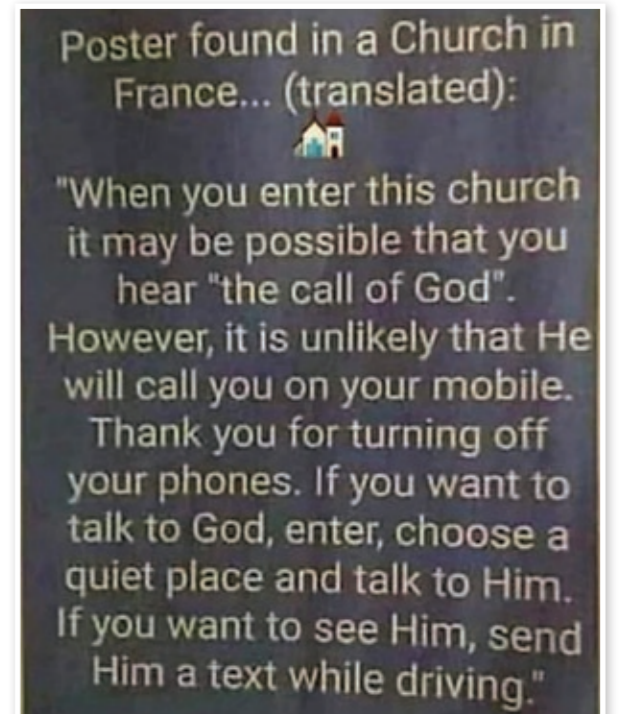 Poster found in a Church in
France... (translated):
"When you enter this church
it may be possible that you
hear "the call of God".
However, it is unlikely that He
will call you on your mobile.
Thank you for turning off
your phones. If you want to
talk to God, enter, choose a
quiet place and talk to Him.
If you want to see Him, send
Him a text while driving."